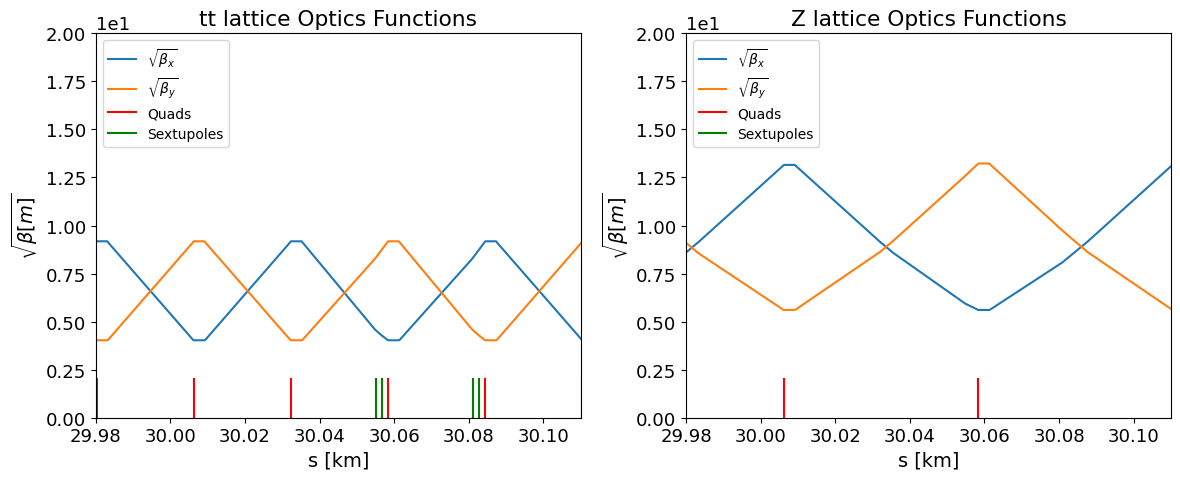 tt lattice Optics Functions
1e1
2.00
1.75
1.50
1.25
1.00
0.75
0.50
0.25
0.00
√β[m]
√βx
√βy
Quads
Sextupoles
29.98 30.00 30.02 30.04 30.06 30.08 30.10
s [km]
Z lattice Optics Functions
1e1
2.00
1.75
1.50
1.25
1.00
0.75
0.50
0.25
0.00
√β[m]
√βx
√βy
Quads
Sextupoles
29.98 30.00 30.02 30.04 30.06 30.08 30.10
s [km]